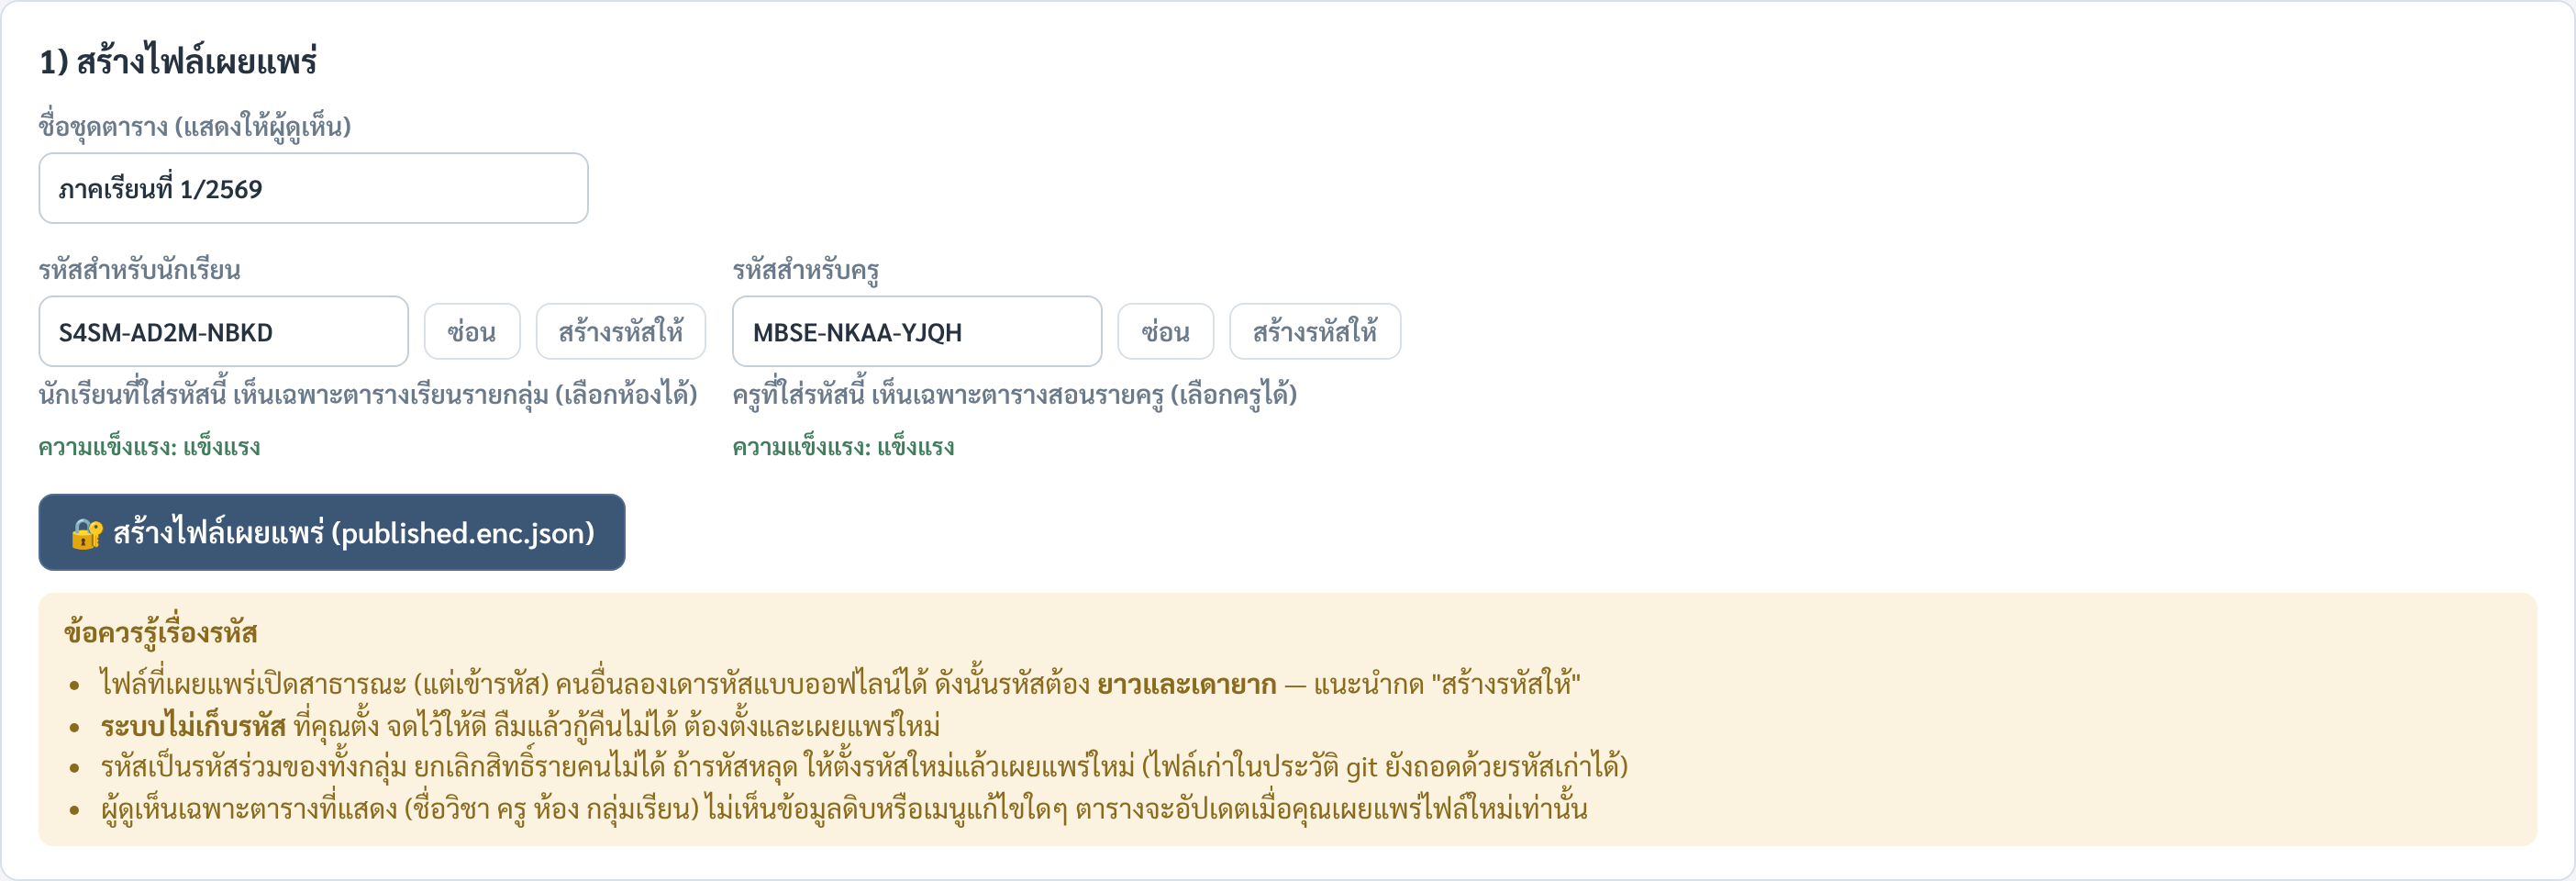 1) สร้างไฟล์เผยแพร่
ชื่อชุดตาราง (แสดงให้ผู้ดูเห็น)
ภาคเรียนที่ 1/2569
รหัสสำหรับนักเรียน
S4SM-AD2M-NBKD
ซ่อน
สร้างรหัสให้
นักเรียนที่ใส่รหัสนี้ เห็นเฉพาะตารางเรียนรายกลุ่ม (เลือกห้องได้)
ความแข็งแรง: แข็งแรง
รหัสสำหรับครู
MBSE-NKAA-YJQH
ซ่อน
สร้างรหัสให้
ครูที่ใส่รหัสนี้ เห็นเฉพาะตารางสอนรายครู (เลือกครูได้)
ความแข็งแรง: แข็งแรง
🔐 สร้างไฟล์เผยแพร่ (published.enc.json)
ข้อควรรู้เรื่องรหัส
• ไฟล์ที่เผยแพร่เปิดสาธารณะ (แต่เข้ารหัส) คนอื่นลองเดารหัสแบบออฟไลน์ได้ ดังนั้นรหัสต้อง ยาวและเดายาก — แนะนำกด "สร้างรหัสให้"
• ระบบไม่เก็บรหัส ที่คุณตั้ง จดไว้ให้ดี ลืมแล้วกู้คืนไม่ได้ ต้องตั้งและเผยแพร่ใหม่
• รหัสเป็นรหัสร่วมของทั้งกลุ่ม ยกเลิกสิทธิ์รายคนไม่ได้ ถ้ารหัสหลุด ให้ตั้งรหัสใหม่แล้วเผยแพร่ใหม่ (ไฟล์เก่าในประวัติ git ยังถอดด้วยรหัสเก่าได้)
• ผู้ดูเห็นเฉพาะตารางที่แสดง (ชื่อวิชา ครู ห้อง กลุ่มเรียน) ไม่เห็นข้อมูลดิบหรือเมนูแก้ไขใดๆ ตารางจะอัปเดตเมื่อคุณเผยแพร่ไฟล์ใหม่เท่านั้น